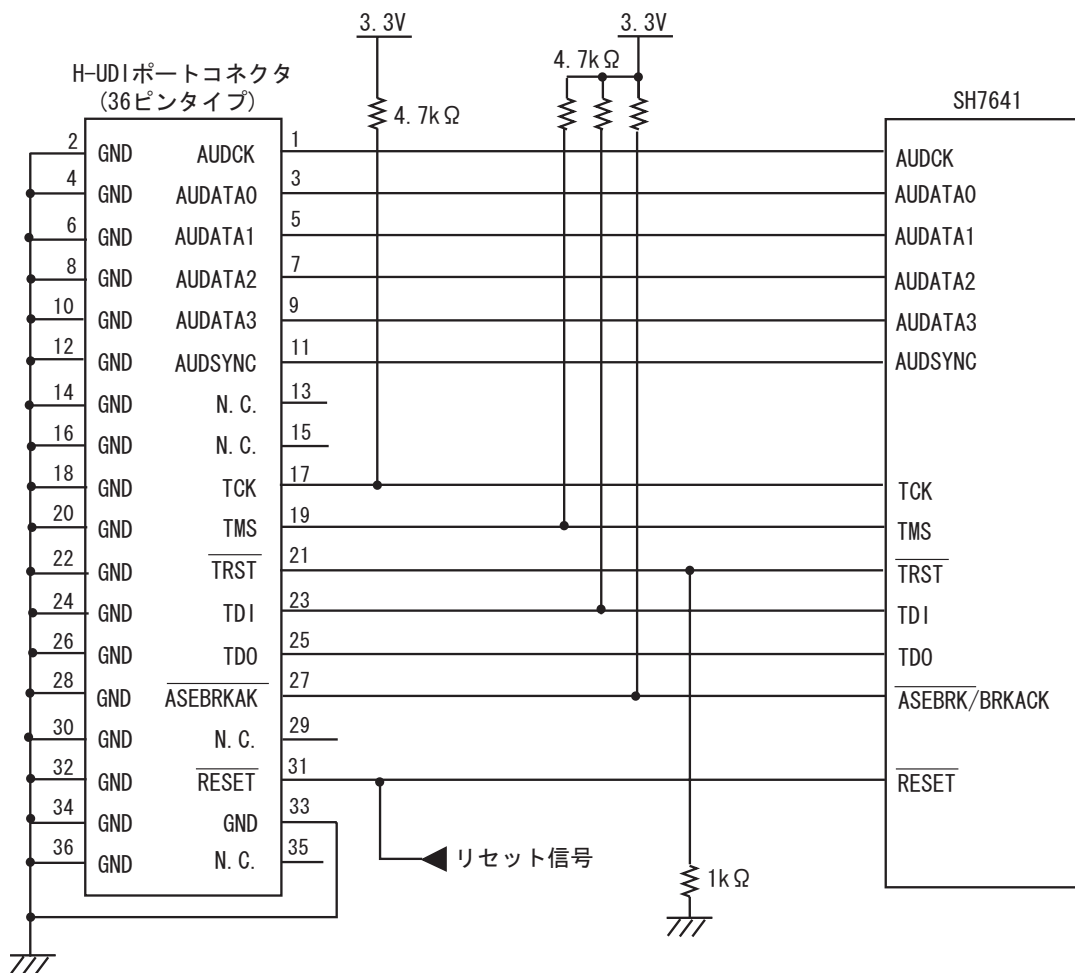 3.3V 3.3V
4.7kΩ
H-UDIポートコネクタ
(36ピンタイプ) 4.7kΩ SH7641
2 GND AUDCK 1 AUDCK
4 GND AUDATA0 3 AUDATA0
6 GND AUDATA1 5 AUDATA1
8 GND AUDATA2 7 AUDATA2
10 GND AUDATA3 9 AUDATA3
12 GND AUDSYNC 11 AUDSYNC
14 GND N.C. 13
16 GND N.C. 15
18 GND TCK 17 TCK
20 GND TMS 19 TMS
22 GND TRST 21 TRST
24 GND TDI 23 TDI
26 GND TDO 25 TDO
28 GND ASEBRKAK 27 ASEBRK/BRKACK
30 GND N.C. 29
32 GND RESET 31 RESET
34 GND GND 33
36 GND N.C. 35
リセット信号
1kΩ